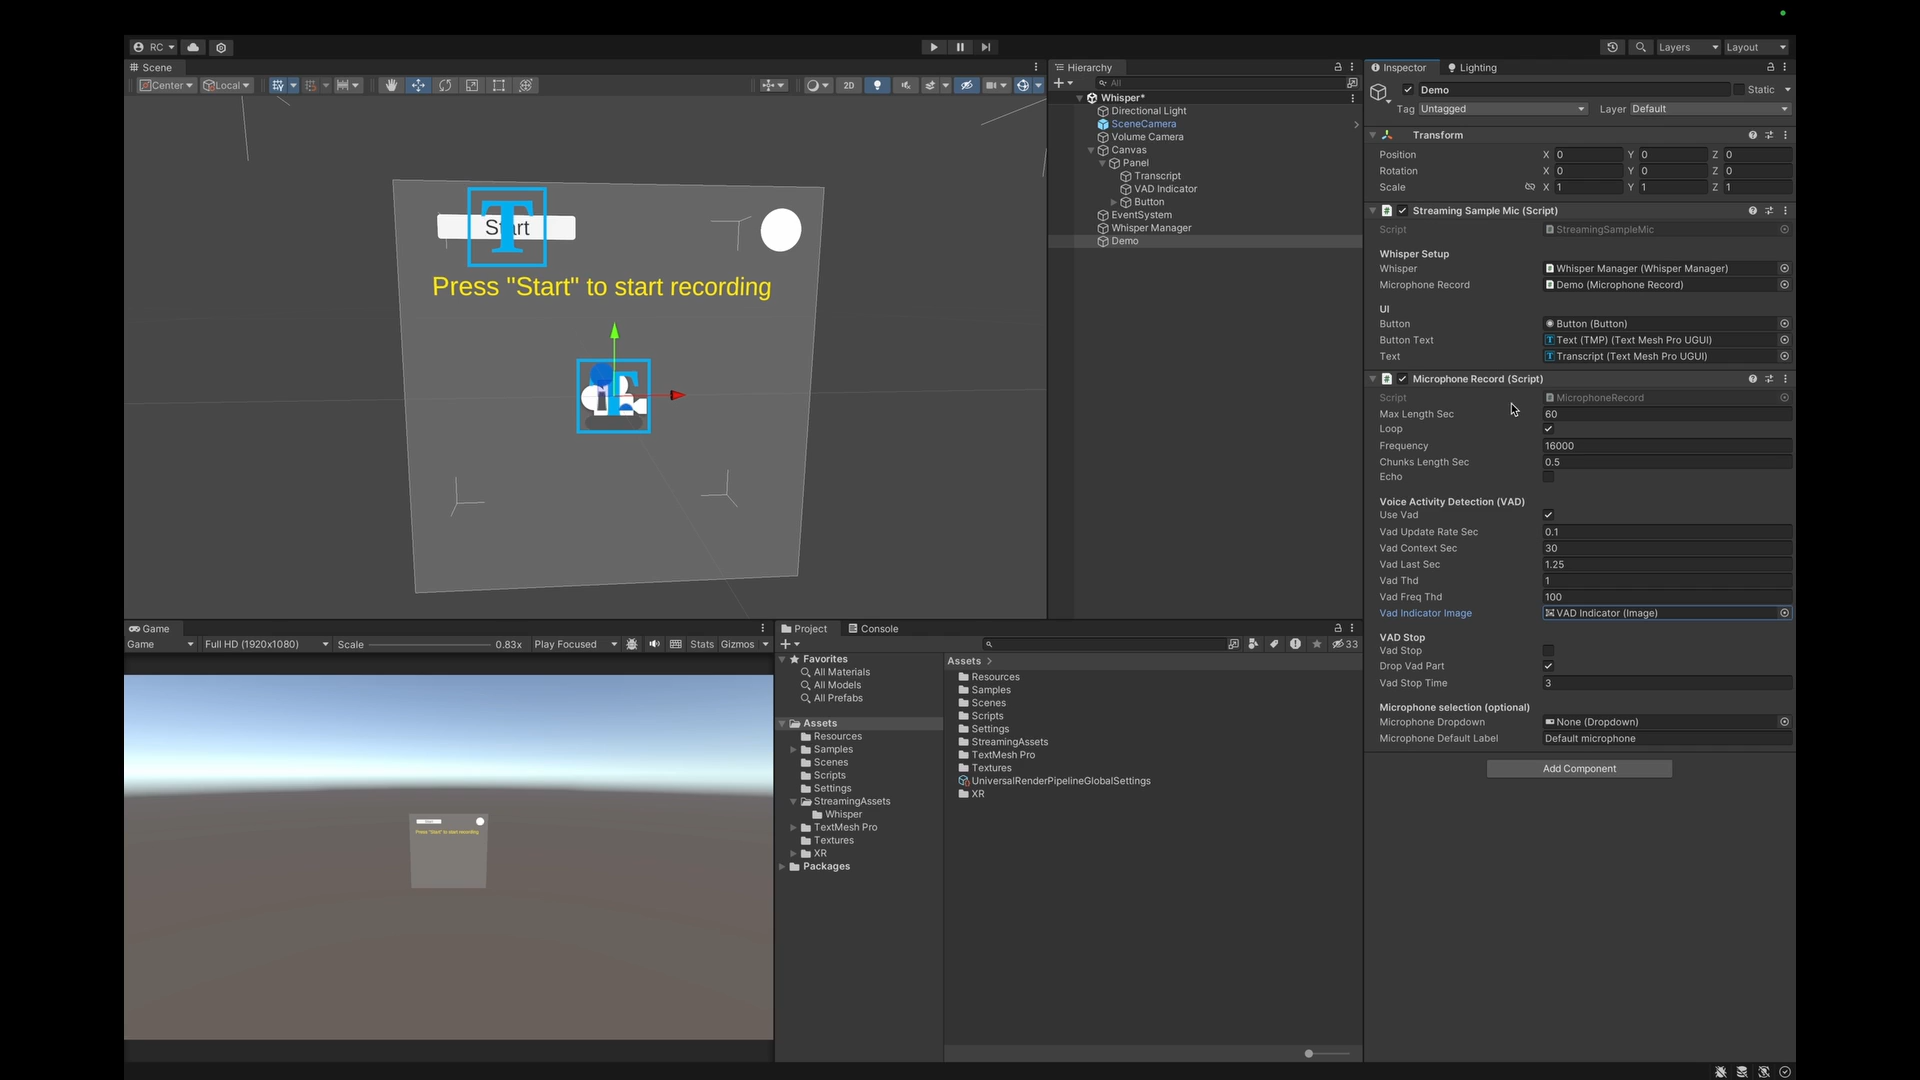 RC
Layers
Layout
Scene
Center
Local
2D
Start
Press "Start" to start recording
Hierarchy
All
Whisper*
Directional Light
SceneCamera
Volume Camera
Canvas
Panel
Transcript
VAD Indicator
Button
EventSystem
Whisper Manager
Demo
Inspector
Lighting
Demo
Static
Tag
Untagged
Layer
Default
Transform
Position
X 0 Y 0 Z 0
Rotation
X 0 Y 0 Z 0
Scale
X 1 Y 1 Z 1
Streaming Sample Mic (Script)
Script
StreamingSampleMic
Whisper Setup
Whisper
Whisper Manager (Whisper Manager)
Microphone Record
Demo (Microphone Record)
UI
Button
Button (Button)
Button Text
Text (TMP) (Text Mesh Pro UGUI)
Text
Transcript (Text Mesh Pro UGUI)
Microphone Record (Script)
Script
MicrophoneRecord
Max Length Sec
60
Loop
Frequency
16000
Chunks Length Sec
0.5
Echo
Voice Activity Detection (VAD)
Use Vad
Vad Update Rate Sec
0.1
Vad Context Sec
30
Vad Last Sec
1.25
Vad Thd
1
Vad Freq Thd
100
Vad Indicator Image
VAD Indicator (Image)
VAD Stop
Vad Stop
Drop Vad Part
Vad Stop Time
3
Microphone selection (optional)
Microphone Dropdown
None (Dropdown)
Microphone Default Label
Default microphone
Add Component
Game
Game
Full HD (1920x1080)
Scale
0.83x
Play Focused
Stats
Gizmos
Press "Start" to start recording
Project
Console
33
Favorites
All Materials
All Models
All Prefabs
Assets
Resources
Samples
Scenes
Scripts
Settings
StreamingAssets
Whisper
TextMesh Pro
Textures
XR
Packages
Assets
Resources
Samples
Scenes
Scripts
Settings
StreamingAssets
TextMesh Pro
Textures
UniversalRenderPipelineGlobalSettings
XR